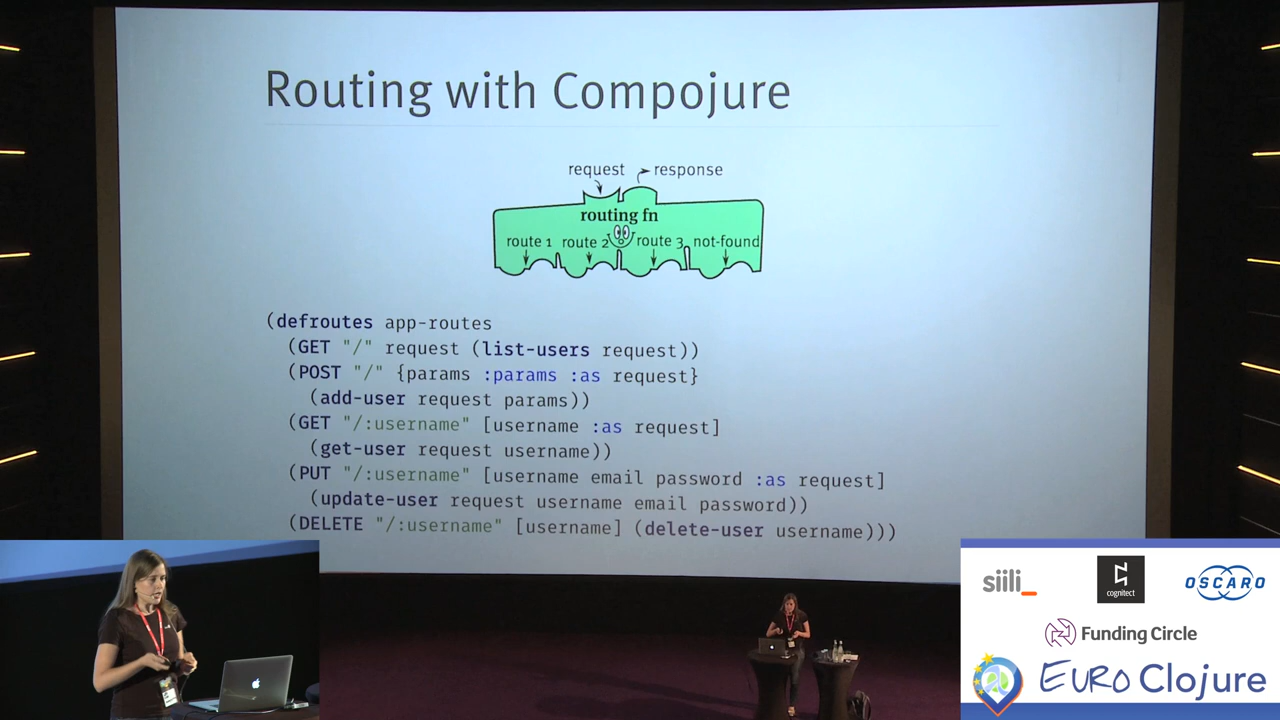 Routing with Compojure
request response
routing fn
route 1 route 2 route 3 not-found
(defroutes app-routes
(GET "/" request (list-users request))
(POST "/" {params :params :as request}
(add-user request params))
(GET "/:username" [username :as request]
(get-user request username))
(PUT "/:username" [username email password :as request]
(update-user request username email password))
(DELETE "/:username" [username] (delete-user username)))
siili_
cognitect
OSCARO
Funding Circle
EURO Clojure